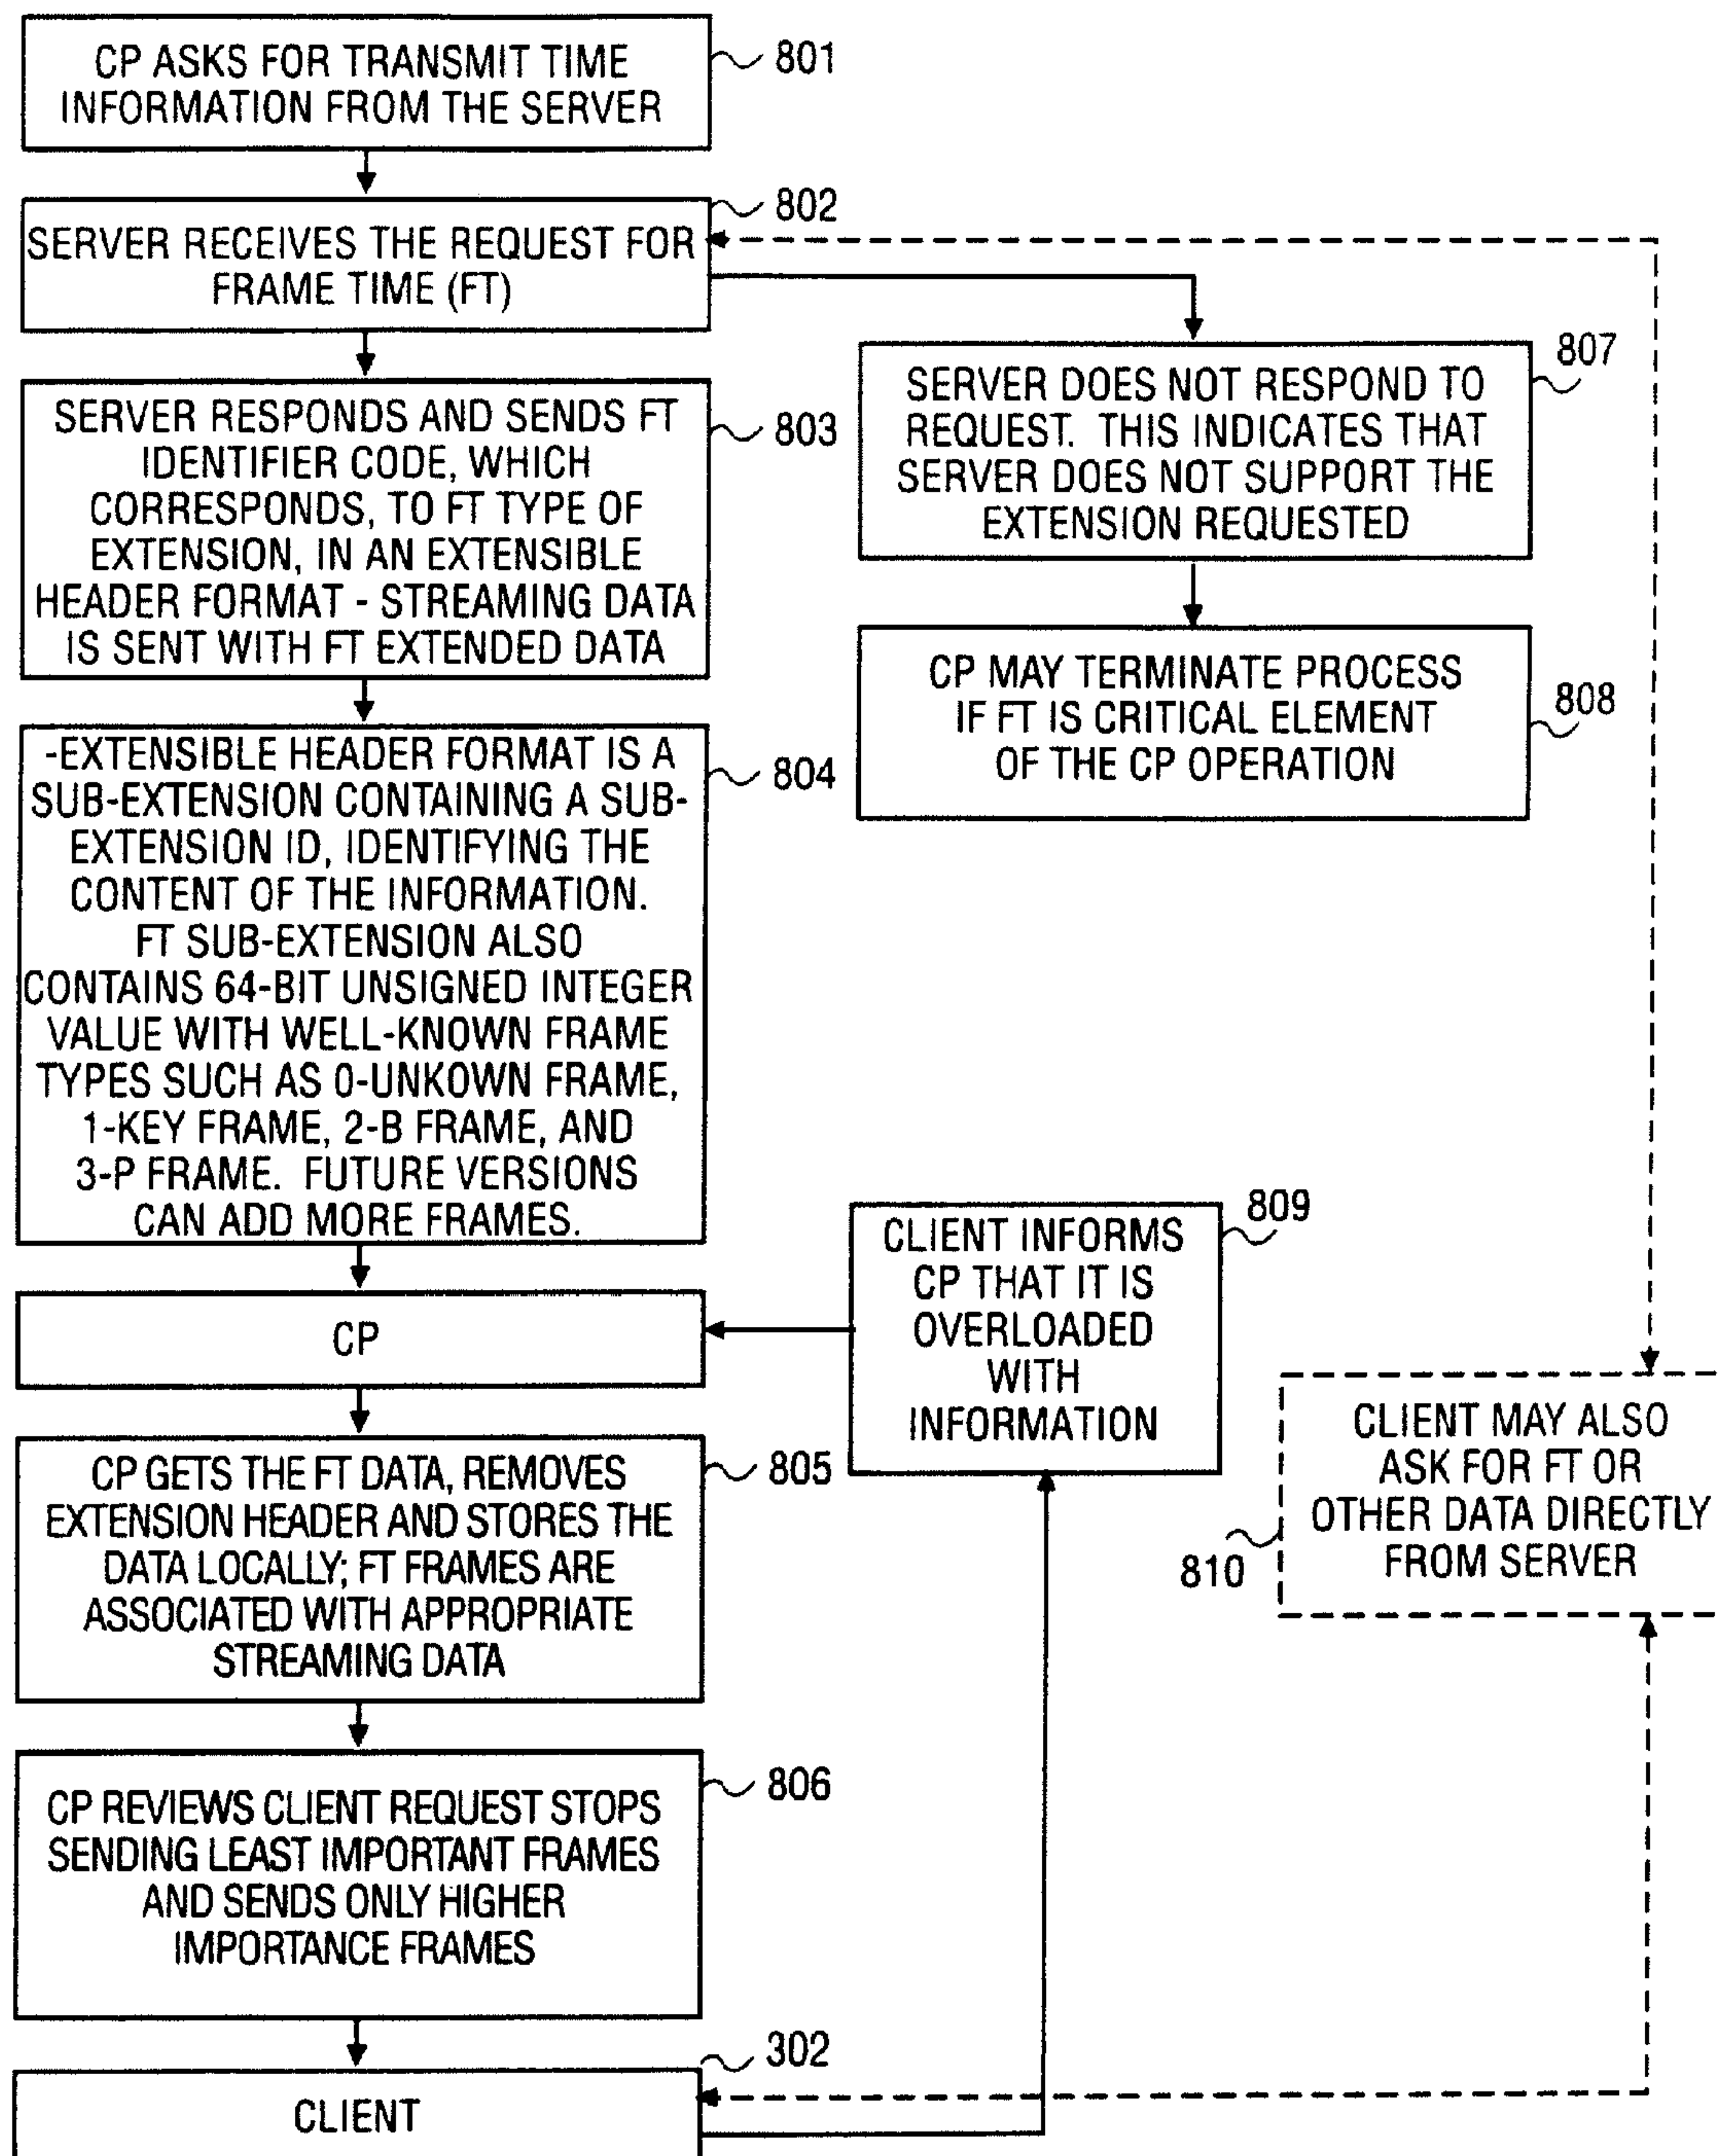 CP ASKS FOR TRANSMIT TIME
INFORMATION FROM THE SERVER
801
SERVER RECEIVES THE REQUEST FOR
FRAME TIME (FT)
802
SERVER RESPONDS AND SENDS FT
IDENTIFIER CODE, WHICH
CORRESPONDS, TO FT TYPE OF
EXTENSION, IN AN EXTENSIBLE
HEADER FORMAT - STREAMING DATA
IS SENT WITH FT EXTENDED DATA
803
SERVER DOES NOT RESPOND TO
REQUEST. THIS INDICATES THAT
SERVER DOES NOT SUPPORT THE
EXTENSION REQUESTED
807
CP MAY TERMINATE PROCESS
IF FT IS CRITICAL ELEMENT
OF THE CP OPERATION
808
-EXTENSIBLE HEADER FORMAT IS A
SUB-EXTENSION CONTAINING A SUB-
EXTENSION ID, IDENTIFYING THE
CONTENT OF THE INFORMATION.
FT SUB-EXTENSION ALSO
CONTAINS 64-BIT UNSIGNED INTEGER
VALUE WITH WELL-KNOWN FRAME
TYPES SUCH AS 0-UNKOWN FRAME,
1-KEY FRAME, 2-B FRAME, AND
3-P FRAME. FUTURE VERSIONS
CAN ADD MORE FRAMES.
804
CP
CLIENT INFORMS
CP THAT IT IS
OVERLOADED
WITH
INFORMATION
809
CLIENT MAY ALSO
ASK FOR FT OR
OTHER DATA DIRECTLY
FROM SERVER
810
CP GETS THE FT DATA, REMOVES
EXTENSION HEADER AND STORES THE
DATA LOCALLY; FT FRAMES ARE
ASSOCIATED WITH APPROPRIATE
STREAMING DATA
805
CP REVIEWS CLIENT REQUEST STOPS
SENDING LEAST IMPORTANT FRAMES
AND SENDS ONLY HIGHER
IMPORTANCE FRAMES
806
CLIENT
302